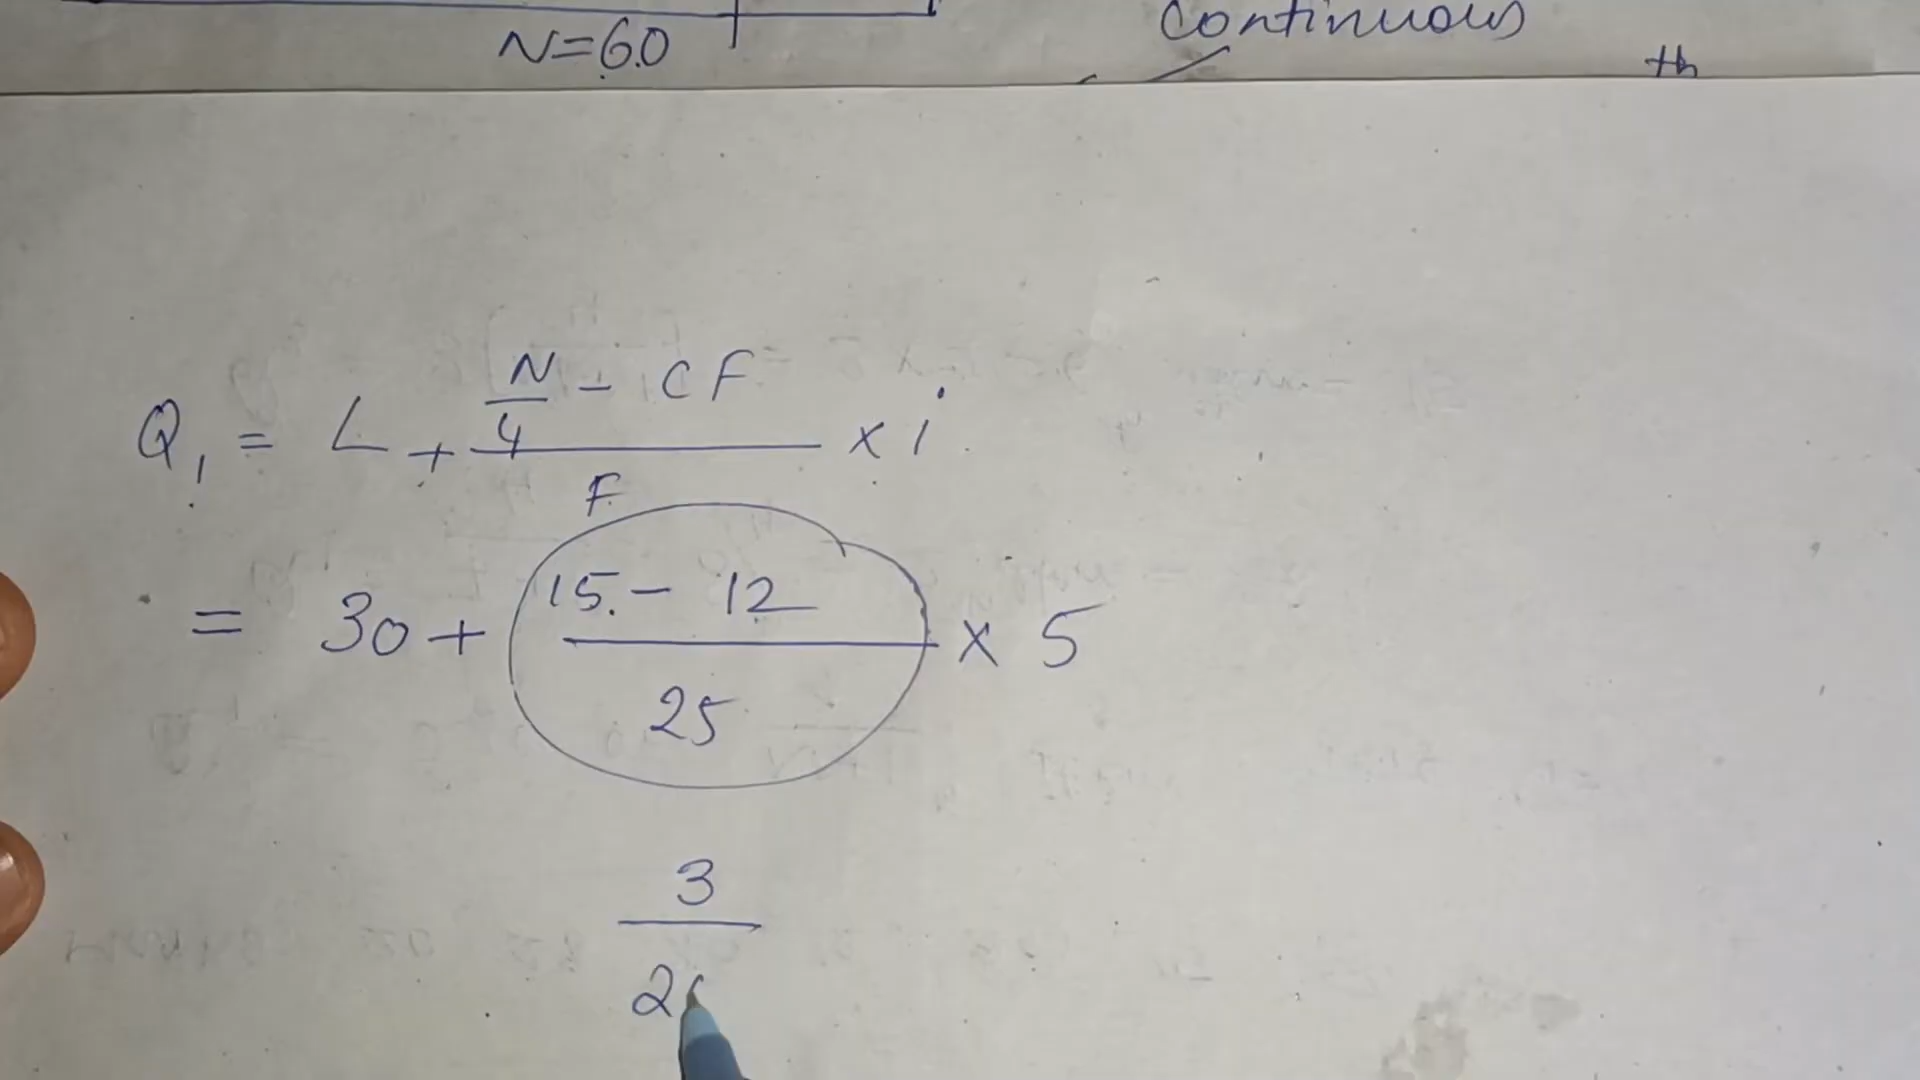 N=60
continuous
th
Q₁ = L + N/4 - CF / F × i
= 30 + 15 - 12 / 25 × 5
3
2